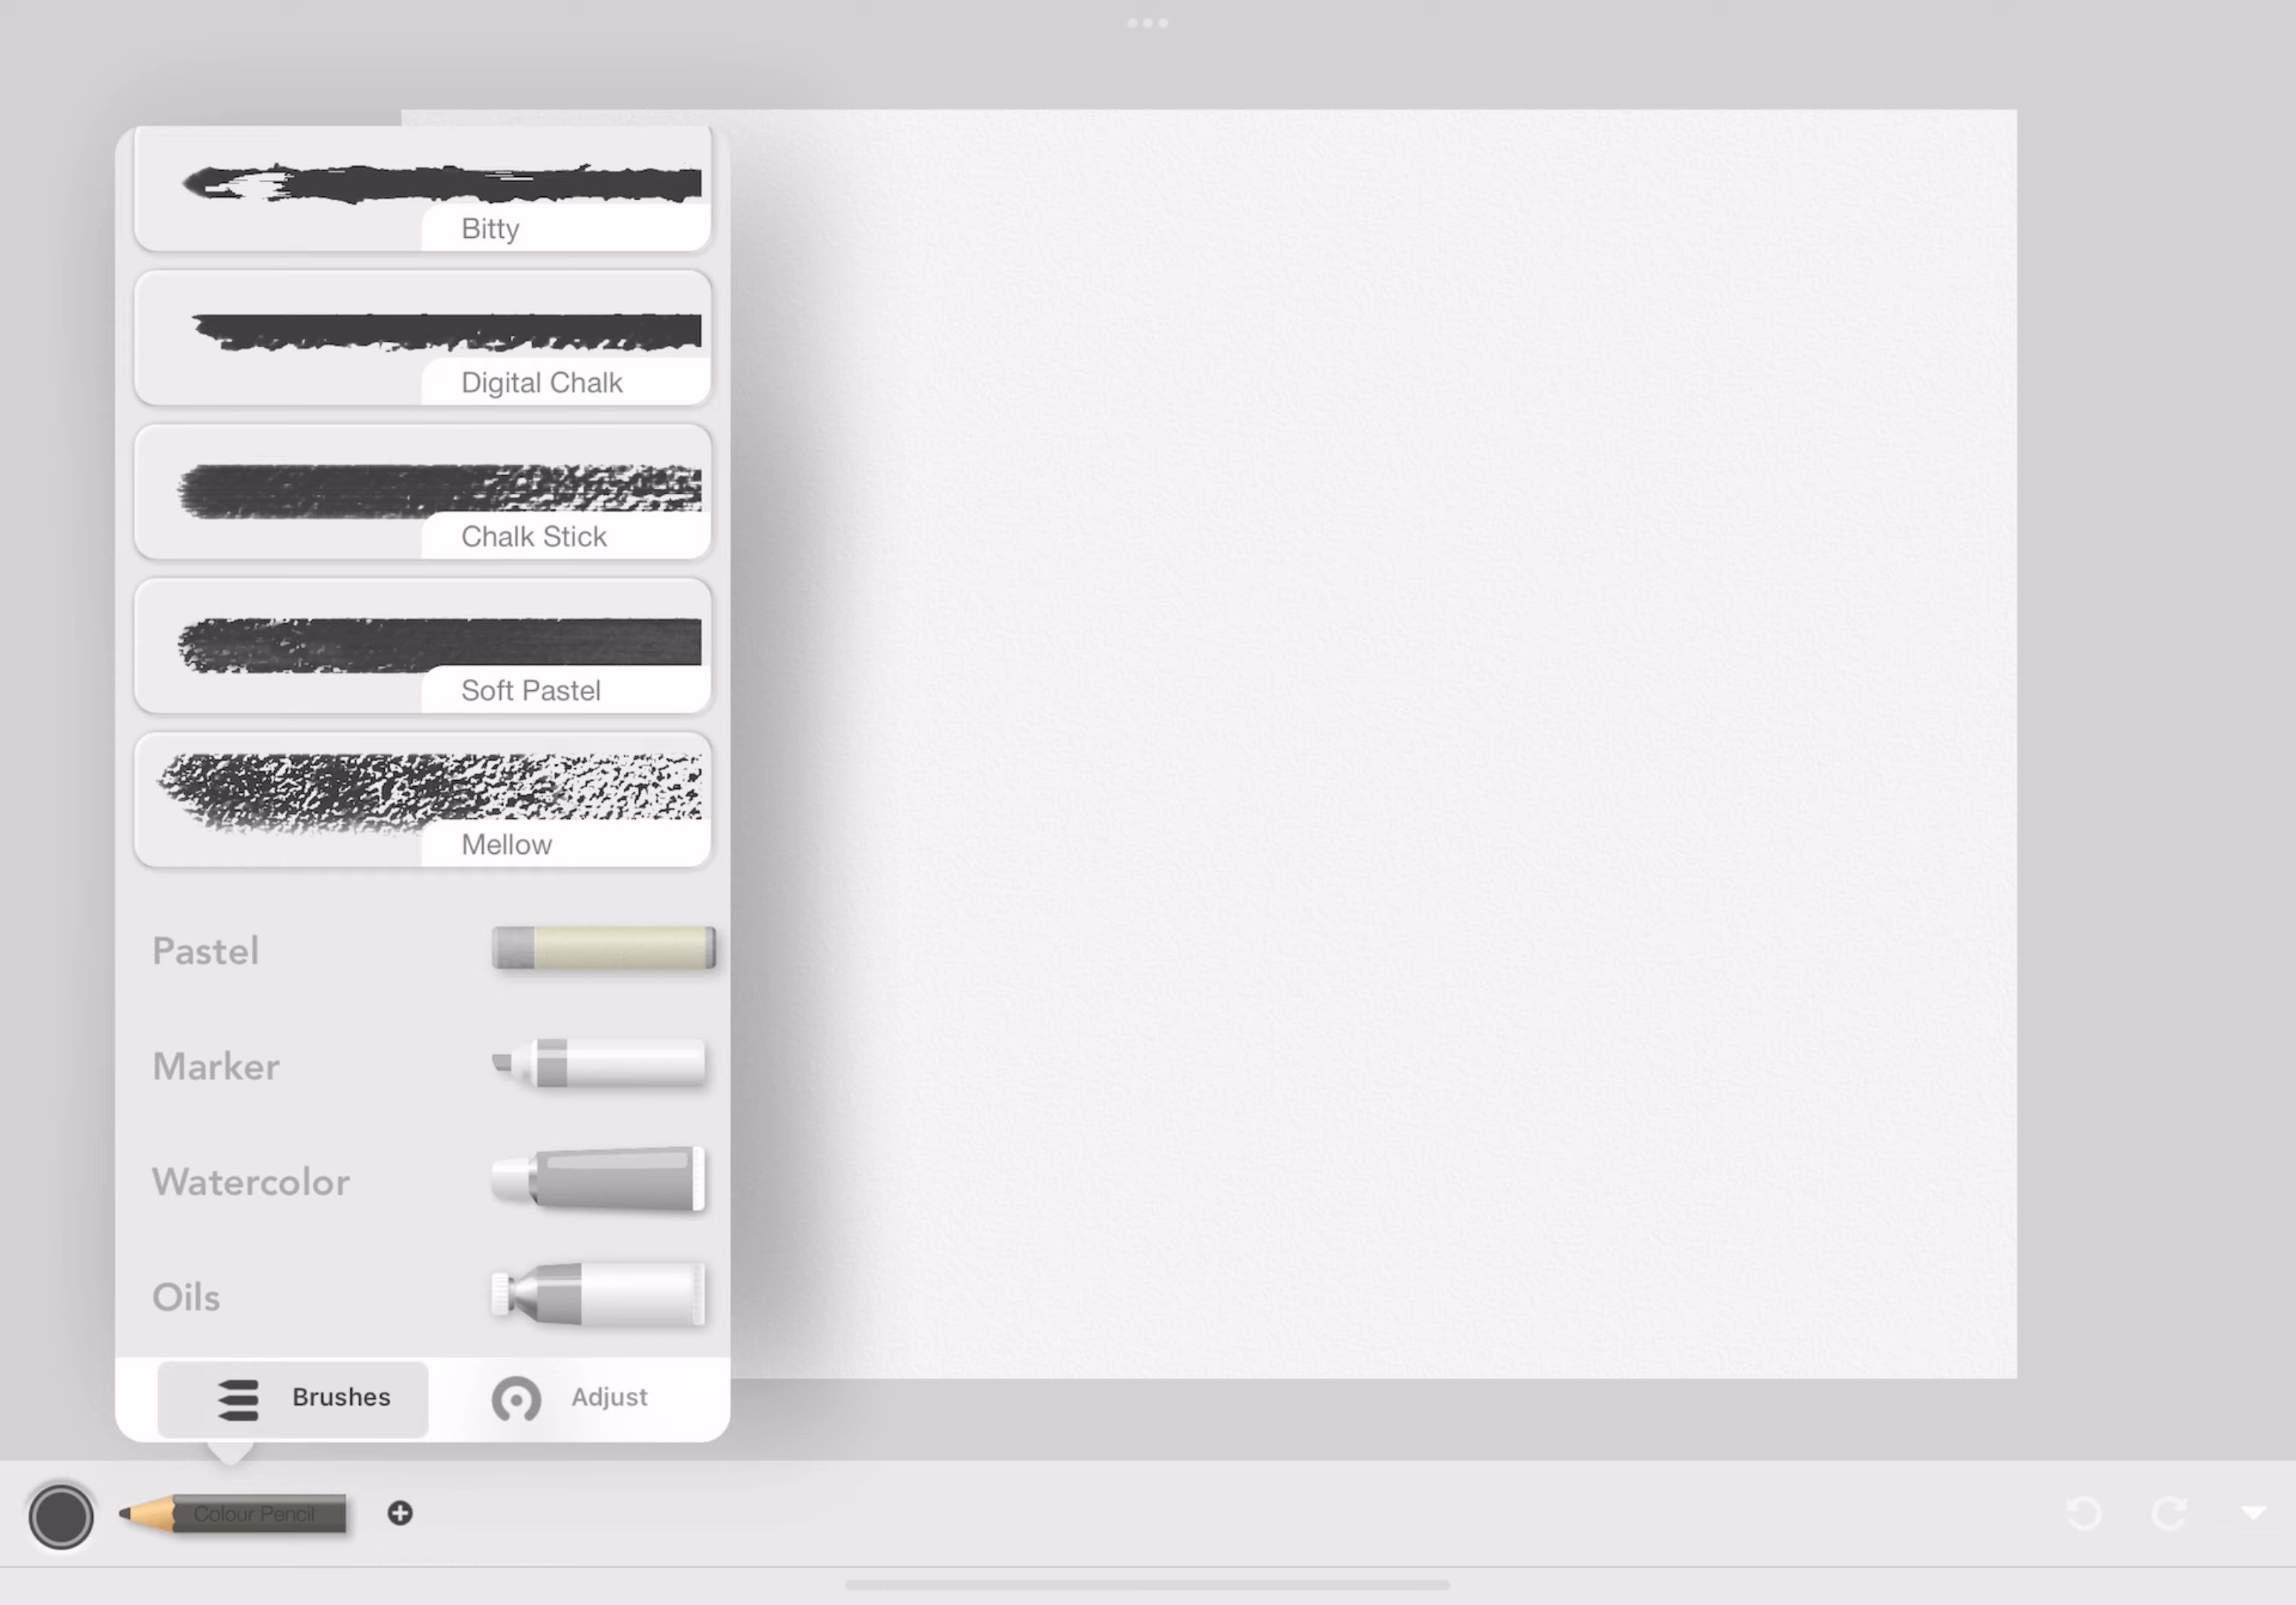 Bitty
Digital Chalk
Chalk Stick
Soft Pastel
Mellow
Pastel
Marker
Watercolor
Oils
Brushes Adjust
Colour Pencil